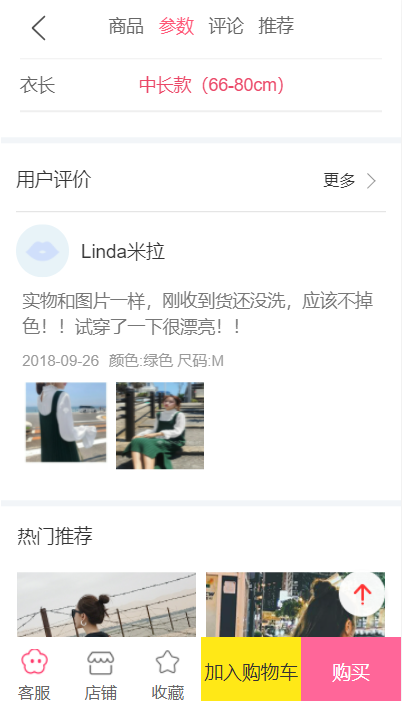 商品 参数 评论 推荐
衣长 中长款（66-80cm）
用户评价 更多
Linda米拉
实物和图片一样，刚收到货还没洗，应该不掉
色！！试穿了一下很漂亮！！
2018-09-26 颜色:绿色 尺码:M
热门推荐
客服 店铺 收藏 加入购物车 购买